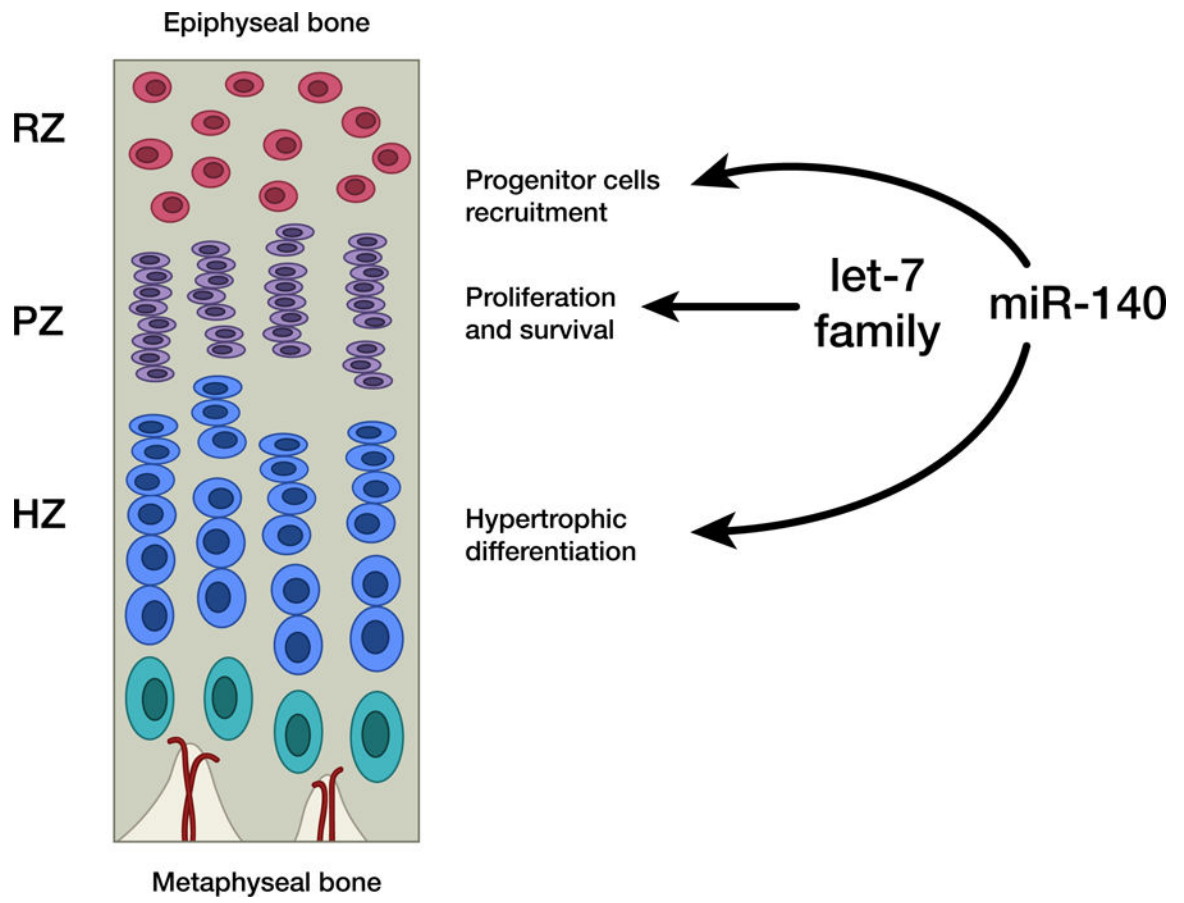 Epiphyseal bone
RZ
Progenitor cells
recruitment
let-7
family
miR-140
PZ
Proliferation
and survival
HZ
Hypertrophic
differentiation
Metaphyseal bone